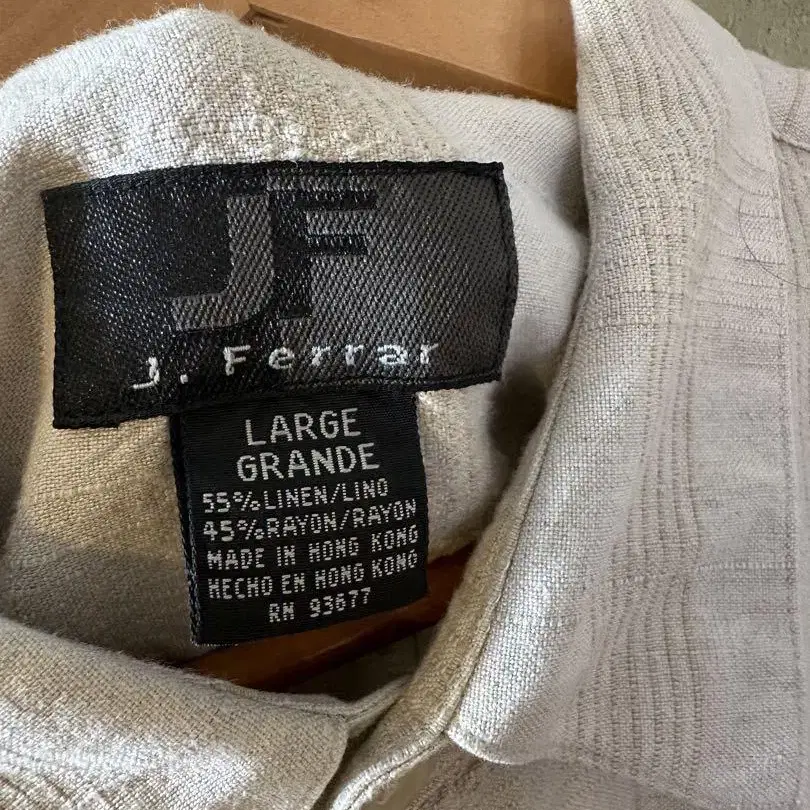 JF
J. Ferrar
LARGE
GRANDE
55% LINEN/LINO
45% RAYON/RAYON
MADE IN HONG KONG
HECHO EN HONG KONG
RN 93677